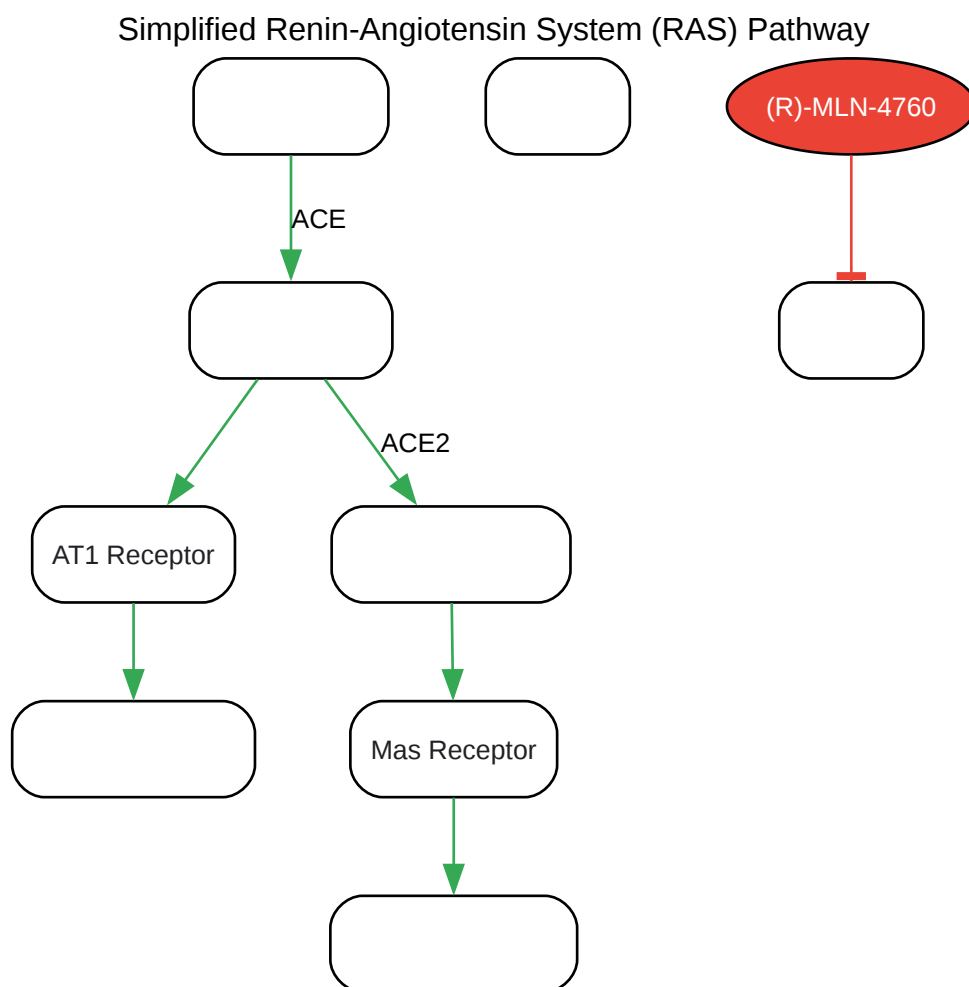 Simplified Renin-Angiotensin System (RAS) Pathway
(R)-MLN-4760
ACE
ACE2
AT1 Receptor
Mas Receptor